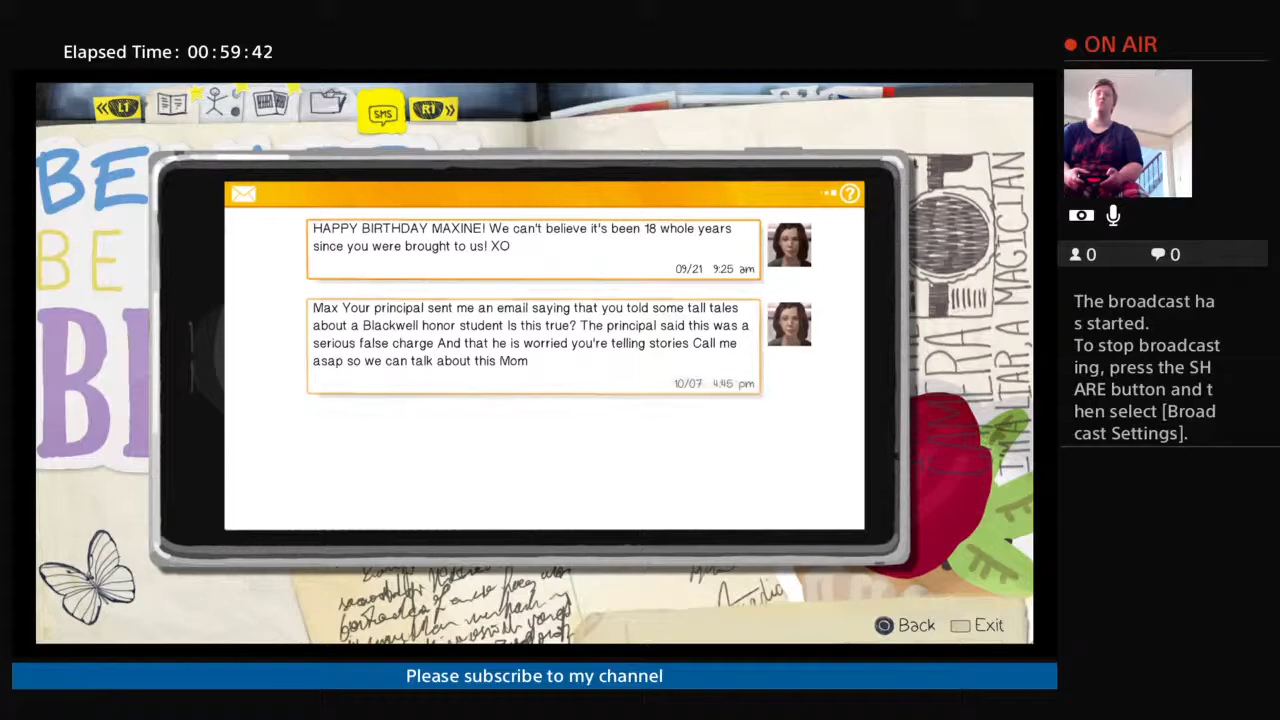 Elapsed Time: 00:59:42
ON AIR
L1
SMS
R1
BE
BE
HAPPY BIRTHDAY MAXINE! We can't believe it's been 18 whole years
since you were brought to us! XO
09/21 9:25 am
Max Your principal sent me an email saying that you told some tall tales
about a Blackwell honor student Is this true? The principal said this was a
serious false charge And that he is worried you're telling stories Call me
asap so we can talk about this Mom
10/07 4:45 pm
Back
Exit
0
0
The broadcast ha
s started.
To stop broadcast
ing, press the SH
ARE button and t
hen select [Broad
cast Settings].
CAMERA
LIAR, A MAGICIAN
Please subscribe to my channel